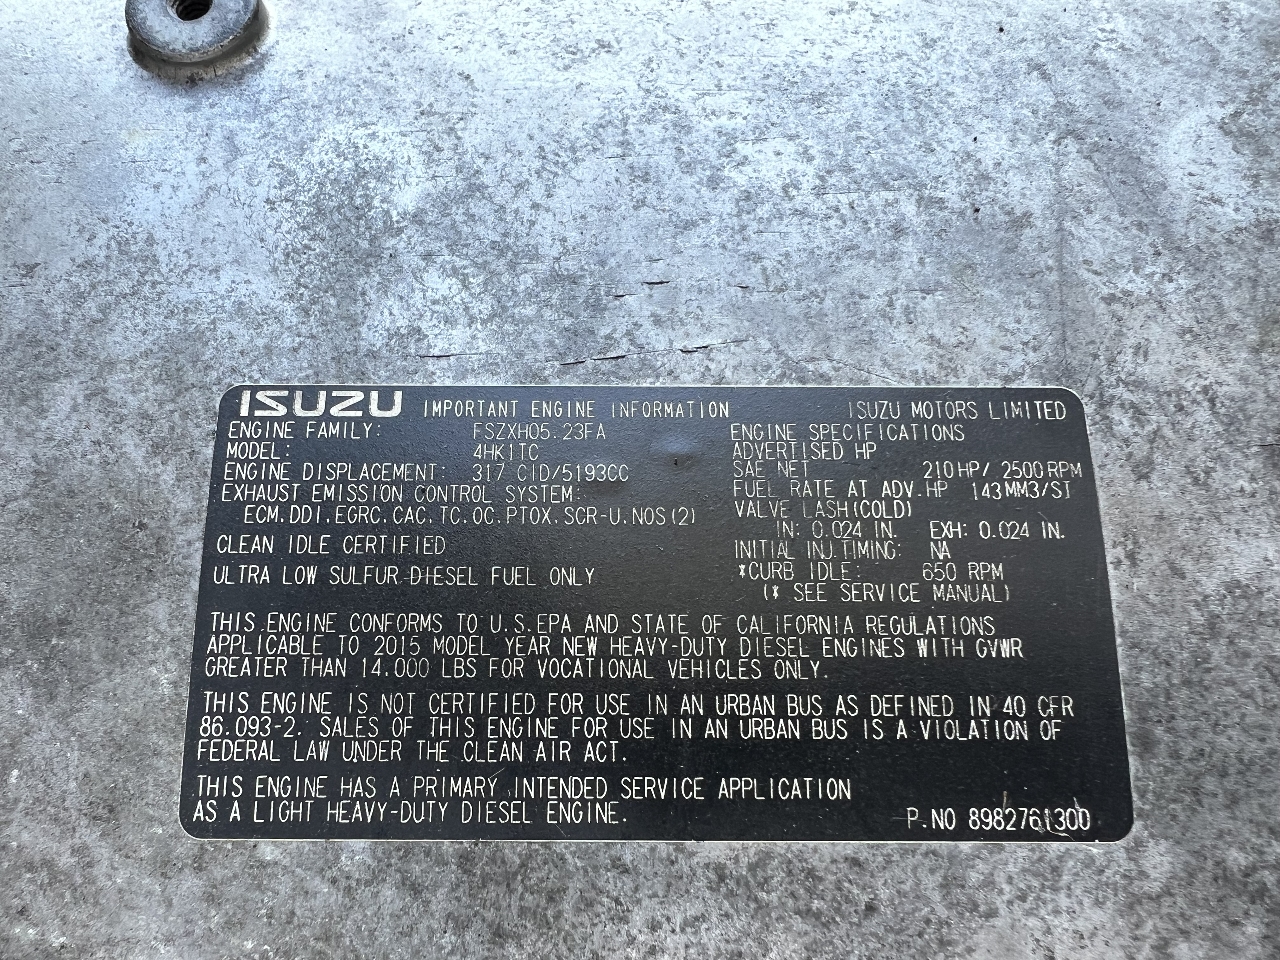 ISUZU IMPORTANT ENGINE INFORMATION ISUZU MOTORS LIMITED
ENGINE FAMILY: FSZXH05.23FA
MODEL: 4HK1TC
ENGINE DISPLACEMENT: 317 CID/5193CC
EXHAUST EMISSION CONTROL SYSTEM:
ECM.DDI.EGRC.CAC.TC.OC.PTOX.SCR-U.NOS(2)
CLEAN IDLE CERTIFIED
ULTRA LOW SULFUR DIESEL FUEL ONLY
ENGINE SPECIFICATIONS
ADVERTISED HP
SAE NET 210HP/ 2500RPM
FUEL RATE AT ADV.HP 143MM3/ST
VALVE LASH(COLD)
IN: 0.024 IN. EXH: 0.024 IN.
INITIAL INJ.TIMING: NA
*CURB IDLE: 650 RPM
(* SEE SERVICE MANUAL)
THIS ENGINE CONFORMS TO U.S.EPA AND STATE OF CALIFORNIA REGULATIONS
APPLICABLE TO 2015 MODEL YEAR NEW HEAVY-DUTY DIESEL ENGINES WITH GVWR
GREATER THAN 14.000 LBS FOR VOCATIONAL VEHICLES ONLY.
THIS ENGINE IS NOT CERTIFIED FOR USE IN AN URBAN BUS AS DEFINED IN 40 CFR
86.093-2. SALES OF THIS ENGINE FOR USE IN AN URBAN BUS IS A VIOLATION OF
FEDERAL LAW UNDER THE CLEAN AIR ACT.
THIS ENGINE HAS A PRIMARY INTENDED SERVICE APPLICATION
AS A LIGHT HEAVY-DUTY DIESEL ENGINE.
P.NO 8982761300